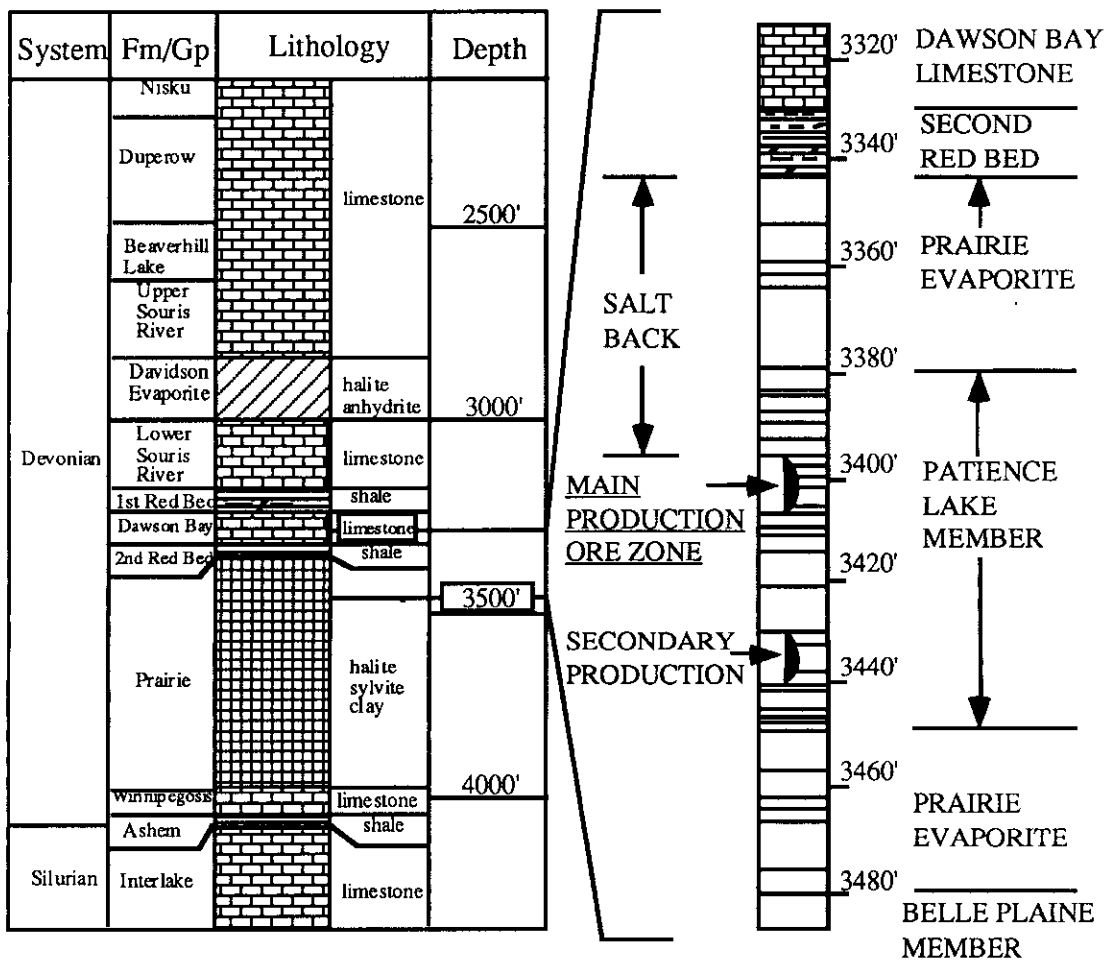 System
Fm/Gp
Lithology
Depth
Devonian
Silurian
Nisku
Duperow
Beaverhill
Lake
Upper
Souris
River
Davidson
Evaporite
Lower
Souris
River
1st Red Bed
Dawson Bay
2nd Red Bed
Prairie
Winnipegosis
Ashern
Interlake
limestone
halite
anhydrite
limestone
shale
limestone
shale
halite
sylvite
clay
limestone
shale
limestone
2500'
3000'
3500'
4000'
SALT
BACK
MAIN
PRODUCTION
ORE ZONE
SECONDARY
PRODUCTION
3320'
3340'
3360'
3380'
3400'
3420'
3440'
3460'
3480'
DAWSON BAY
LIMESTONE
SECOND
RED BED
PRAIRIE
EVAPORITE
PATIENCE
LAKE
MEMBER
PRAIRIE
EVAPORITE
BELLE PLAINE
MEMBER